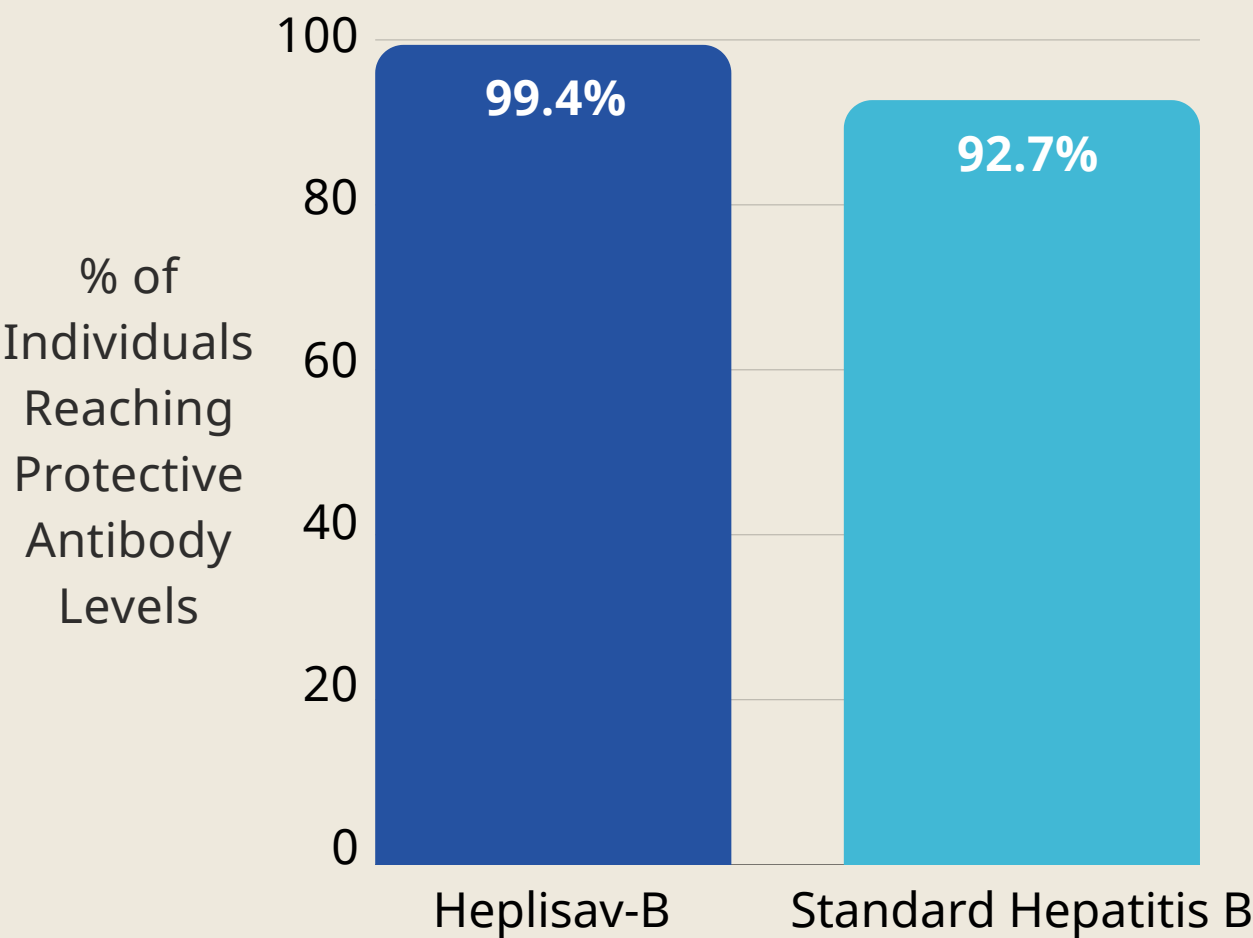 100
99.4%
92.7%
80
% of
Individuals
Reaching
Protective
Antibody
Levels
60
40
20
0
Heplisav-B
Standard Hepatitis B